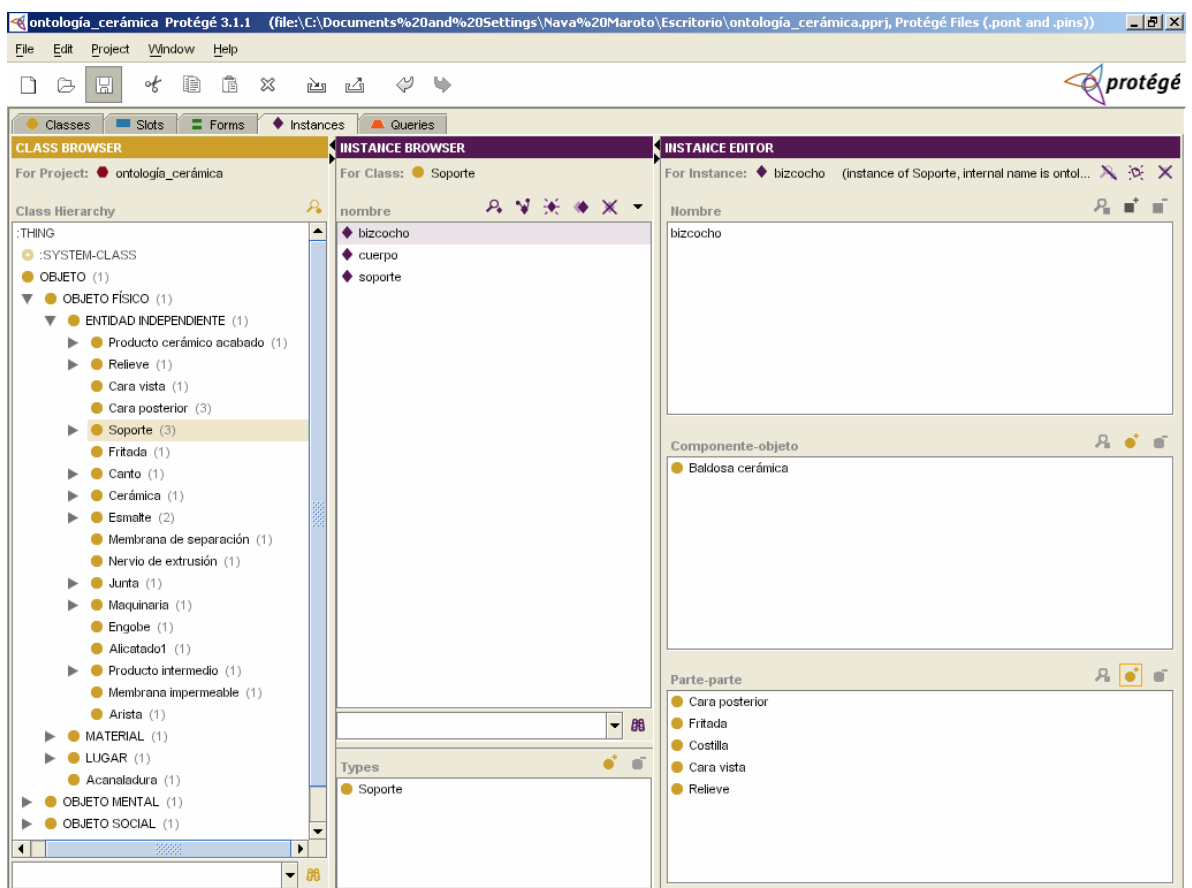 ontología_cerámica Protégé 3.1.1 (file:\C:\Documents%20and%20Settings\Nava%20Maroto\Escritorio\ontología_cerámica.pprj, Protégé Files (.pont and .pins))
File Edit Project Window Help
protégé
Classes Slots Forms Instances Queries
CLASS BROWSER
For Project: ontología_cerámica
Class Hierarchy
:THING
:SYSTEM-CLASS
OBJETO (1)
OBJETO FÍSICO (1)
ENTIDAD INDEPENDIENTE (1)
Producto cerámico acabado (1)
Relieve (1)
Cara vista (1)
Cara posterior (3)
Soporte (3)
Fritada (1)
Canto (1)
Cerámica (1)
Esmalte (2)
Membrana de separación (1)
Nervio de extrusión (1)
Junta (1)
Maquinaria (1)
Engobe (1)
Alicatado1 (1)
Producto intermedio (1)
Membrana impermeable (1)
Arista (1)
MATERIAL (1)
LUGAR (1)
Acanaladura (1)
OBJETO MENTAL (1)
OBJETO SOCIAL (1)
INSTANCE BROWSER
For Class: Soporte
nombre
bizcocho
cuerpo
soporte
Types
Soporte
INSTANCE EDITOR
For Instance: bizcocho (instance of Soporte, internal name is ontol...
Nombre
bizcocho
Componente-objeto
Baldosa cerámica
Parte-parte
Cara posterior
Fritada
Costilla
Cara vista
Relieve